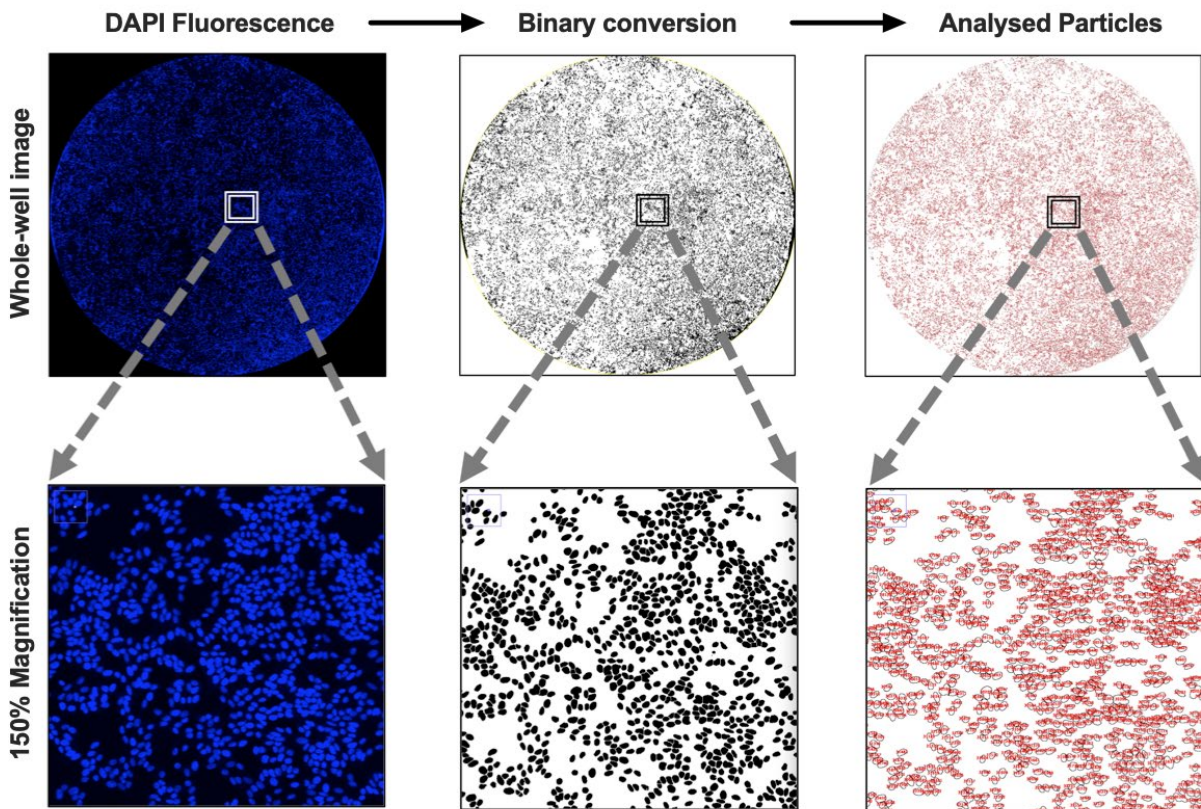 DAPI Fluorescence
Binary conversion
Analysed Particles
Whole-well image
150% Magnification